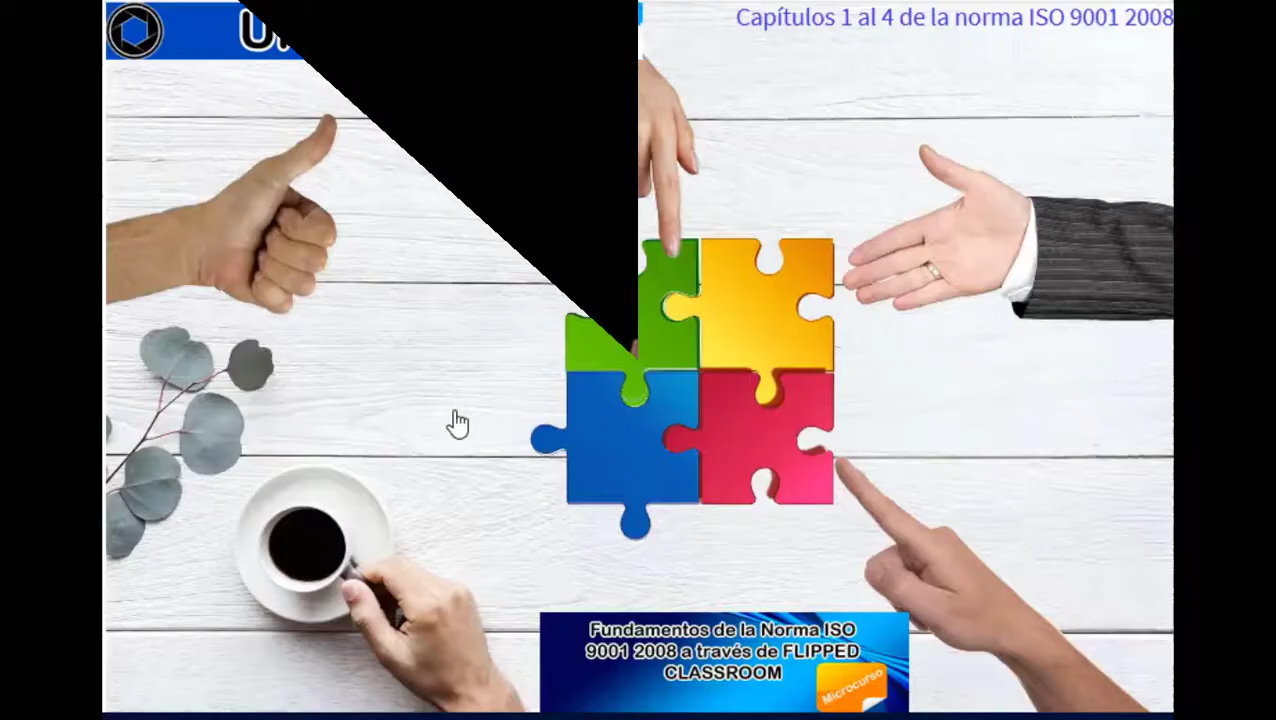 Capítulos 1 al 4 de la norma ISO 9001 2008
Fundamentos de la Norma ISO
9001 2008 a través de FLIPPED
CLASSROOM
Microcurso